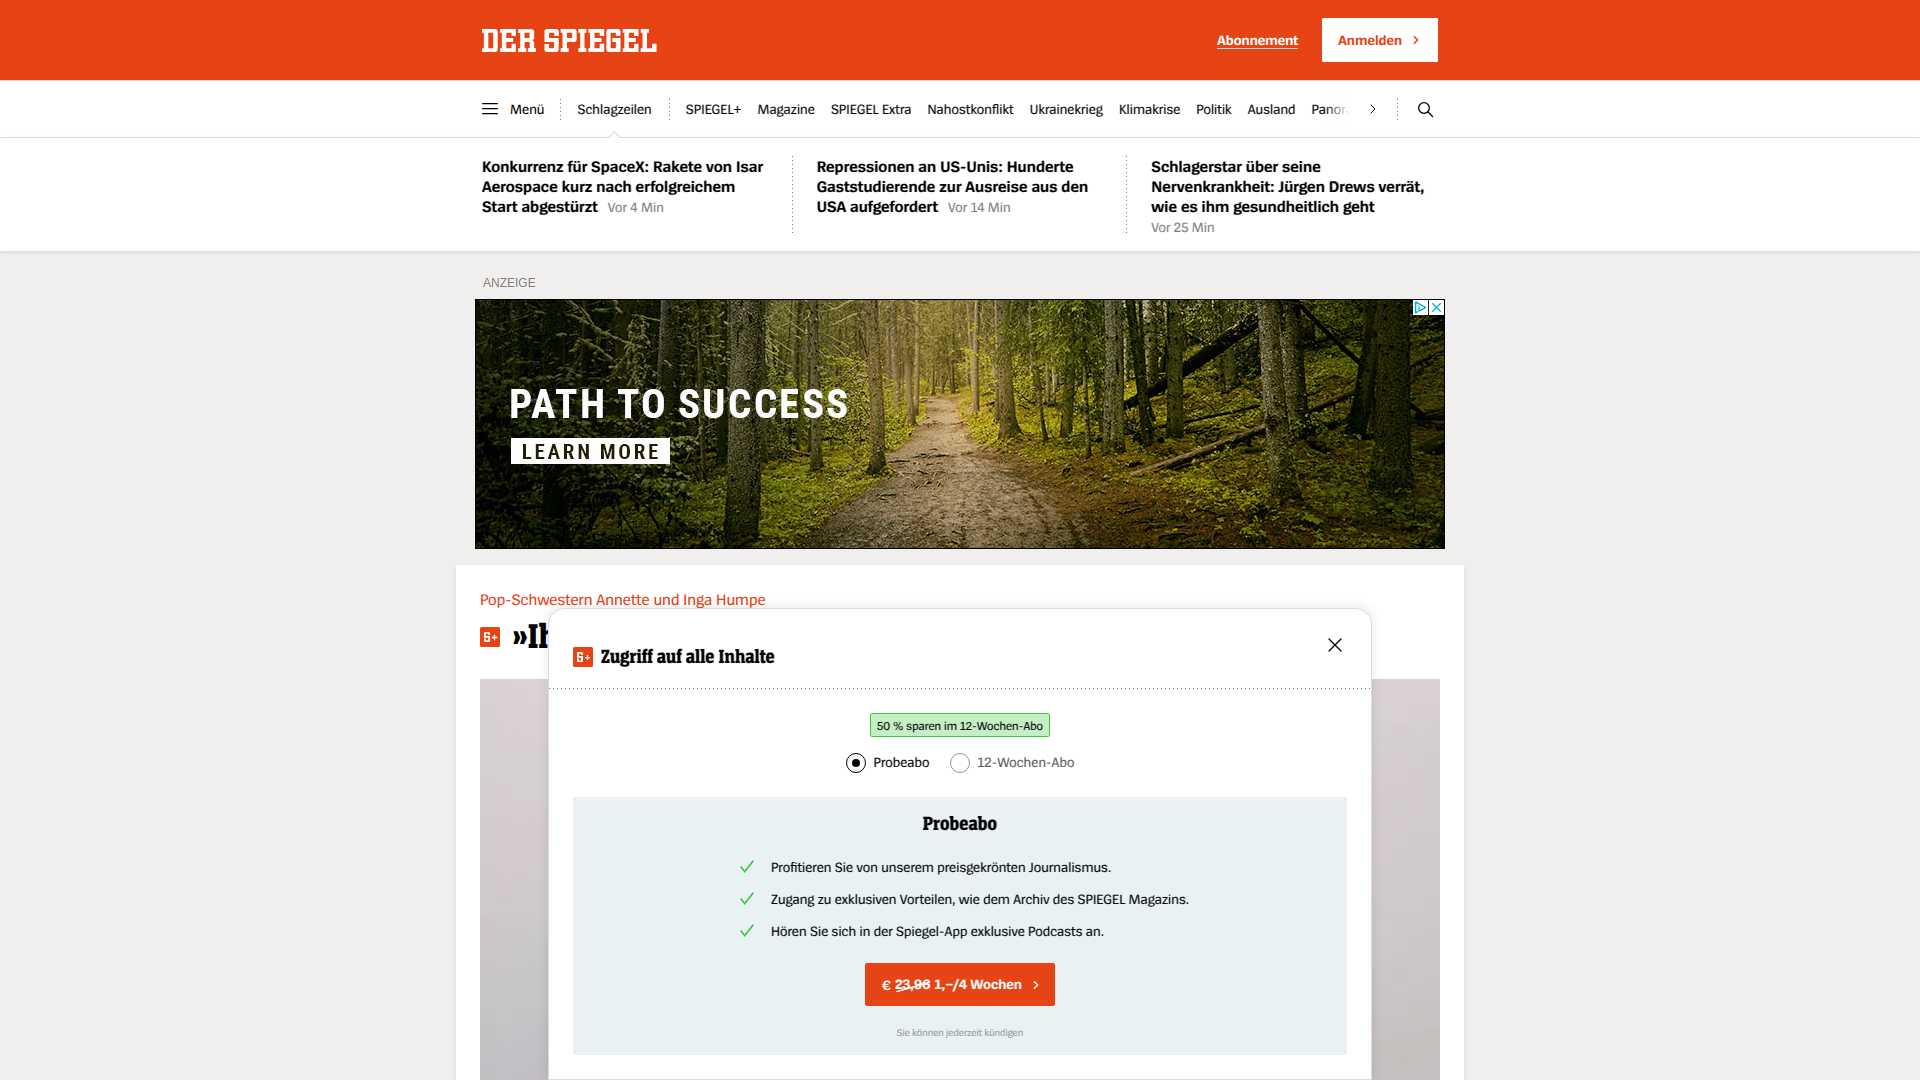 DER SPIEGEL
Abonnement
Anmelden
Menü
Schlagzeilen
SPIEGEL+
Magazine
SPIEGEL Extra
Nahostkonflikt
Ukrainekrieg
Klimakrise
Politik
Ausland
Panor
Konkurrenz für SpaceX: Rakete von Isar
Aerospace kurz nach erfolgreichem
Start abgestürzt Vor 4 Min
Repressionen an US-Unis: Hunderte
Gaststudierende zur Ausreise aus den
USA aufgefordert Vor 14 Min
Schlagerstar über seine
Nervenkrankheit: Jürgen Drews verrät,
wie es ihm gesundheitlich geht
Vor 25 Min
ANZEIGE
PATH TO SUCCESS
LEARN MORE
Pop-Schwestern Annette und Inga Humpe
S+ »Ih
S+ Zugriff auf alle Inhalte
50 % sparen im 12-Wochen-Abo
Probeabo
12-Wochen-Abo
Probeabo
Profitieren Sie von unserem preisgekrönten Journalismus.
Zugang zu exklusiven Vorteilen, wie dem Archiv des SPIEGEL Magazins.
Hören Sie sich in der Spiegel-App exklusive Podcasts an.
€ 23,96 1,–/4 Wochen
Sie können jederzeit kündigen